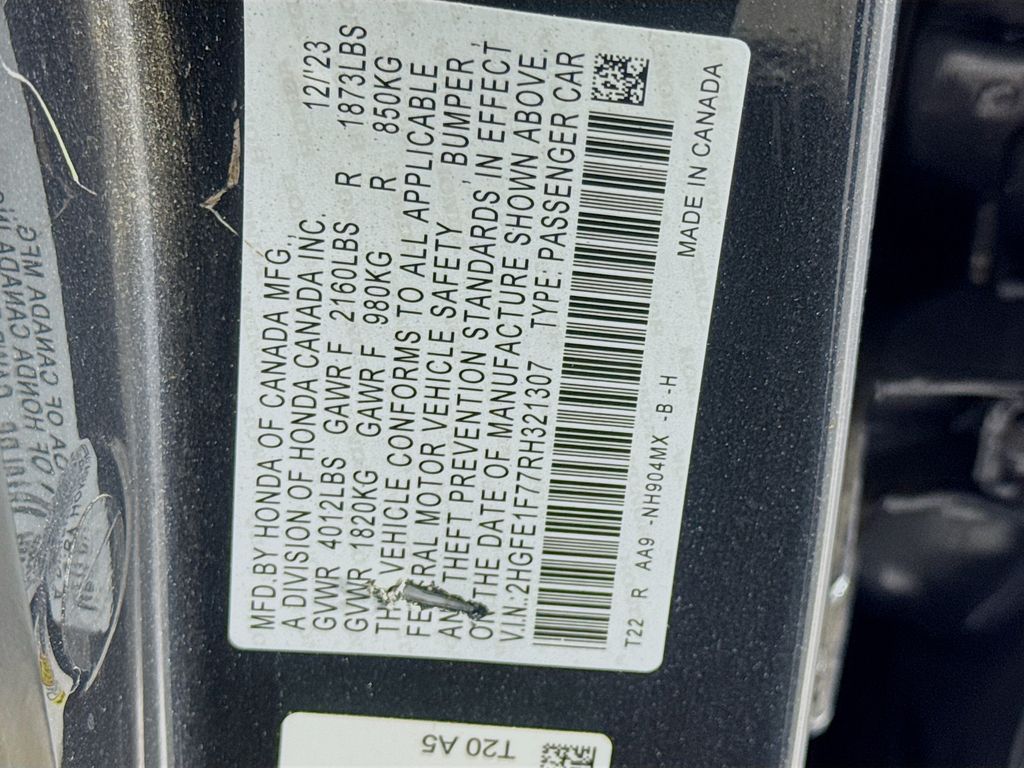 MFD.BY HONDA OF CANADA MFG., 12/'23
A DIVISION OF HONDA CANADA INC.
GVWR 4012LBS GAWR F 2160LBS R 1873LBS
GVWR 1820KG GAWR F 980KG R 850KG
VEHICLE CONFORMS TO ALL APPLICABLE
MOTOR VEHICLE SAFETY, BUMPER,
THEFT PREVENTION STANDARDS IN EFFECT
THE DATE OF MANUFACTURE SHOWN ABOVE.
V.I.N.:2HGFE1F77RH321307 TYPE: PASSENGER CAR
T22 R AA9 -NH904MX -B -H MADE IN CANADA
T20 A5